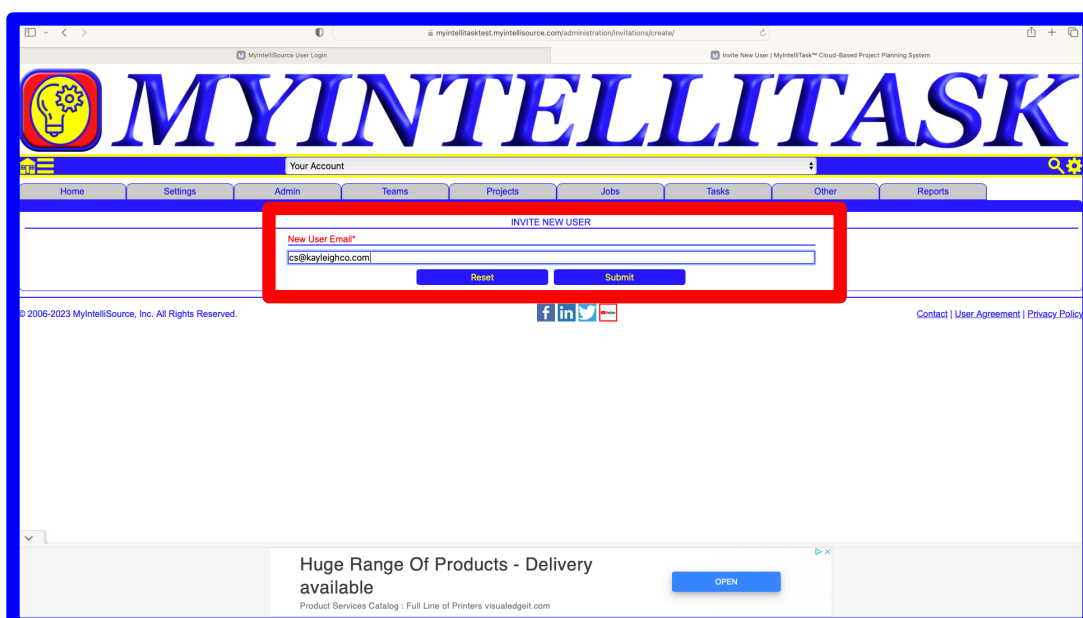 myintellitasktest.myintellisource.com/administration/invitations/create/
M MyIntelliSource User Login
M Invite New User | MyIntelliTask™ Cloud-Based Project Planning System
MYINTELLITASK
Your Account
Home Settings Admin Teams Projects Jobs Tasks Other Reports
INVITE NEW USER
New User Email*
cs@kayleighco.com
Reset Submit
© 2006-2023 MyIntelliSource, Inc. All Rights Reserved.
f in YouTube
Contact | User Agreement | Privacy Policy
Huge Range Of Products - Delivery
available
OPEN
Product Services Catalog : Full Line of Printers visualedgeit.com